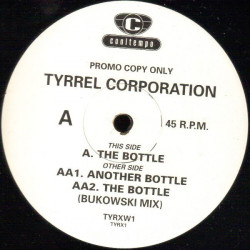 C
cooltempo
PROMO COPY ONLY
TYRREL CORPORATION
A
45 R.P.M.
THIS SIDE
A. THE BOTTLE
OTHER SIDE
AA1. ANOTHER BOTTLE
AA2. THE BOTTLE
(BUKOWSKI MIX)
TYRXW1
TYRX1